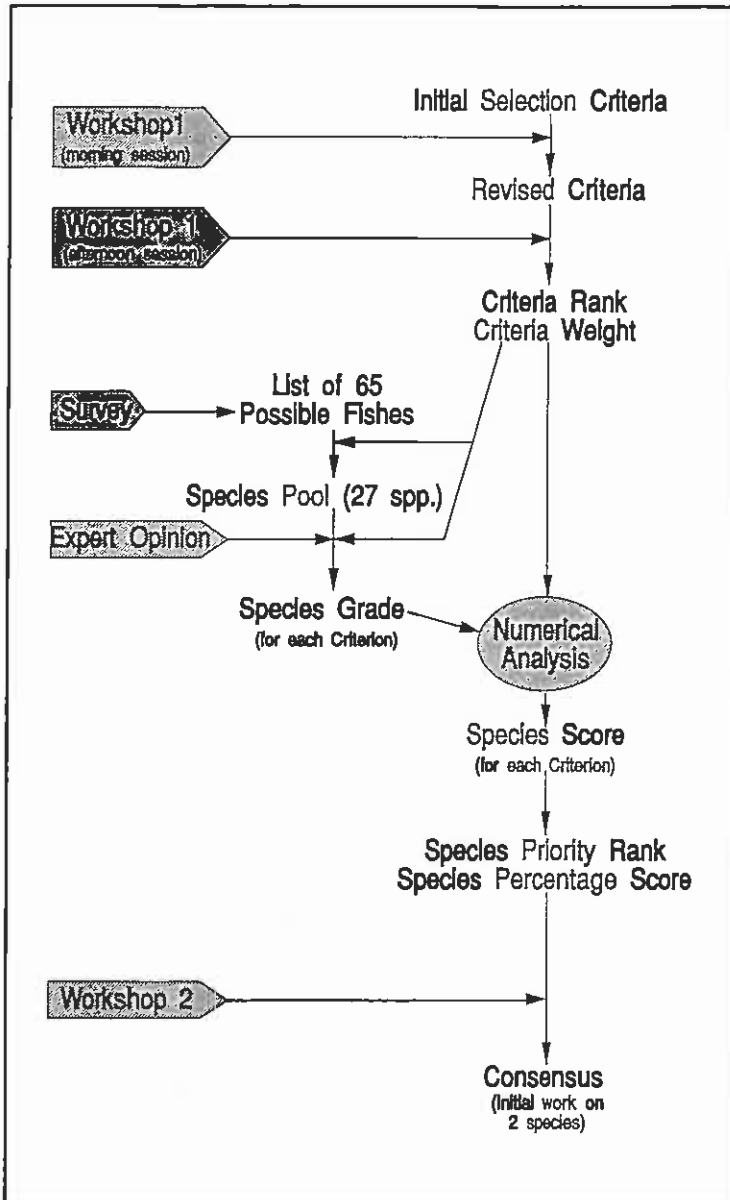 Initial Selection Criteria
Workshop1
(morning session)
Revised Criteria
Workshop 1
(afternoon session)
Criteria Rank
Criteria Weight
List of 65
Possible Fishes
Survey
Species Pool (27 spp.)
Expert Opinion
Species Grade
(for each Criterion)
Numerical
Analysis
Species Score
(for each Criterion)
Species Priority Rank
Species Percentage Score
Workshop 2
Consensus
(Initial work on
2 species)